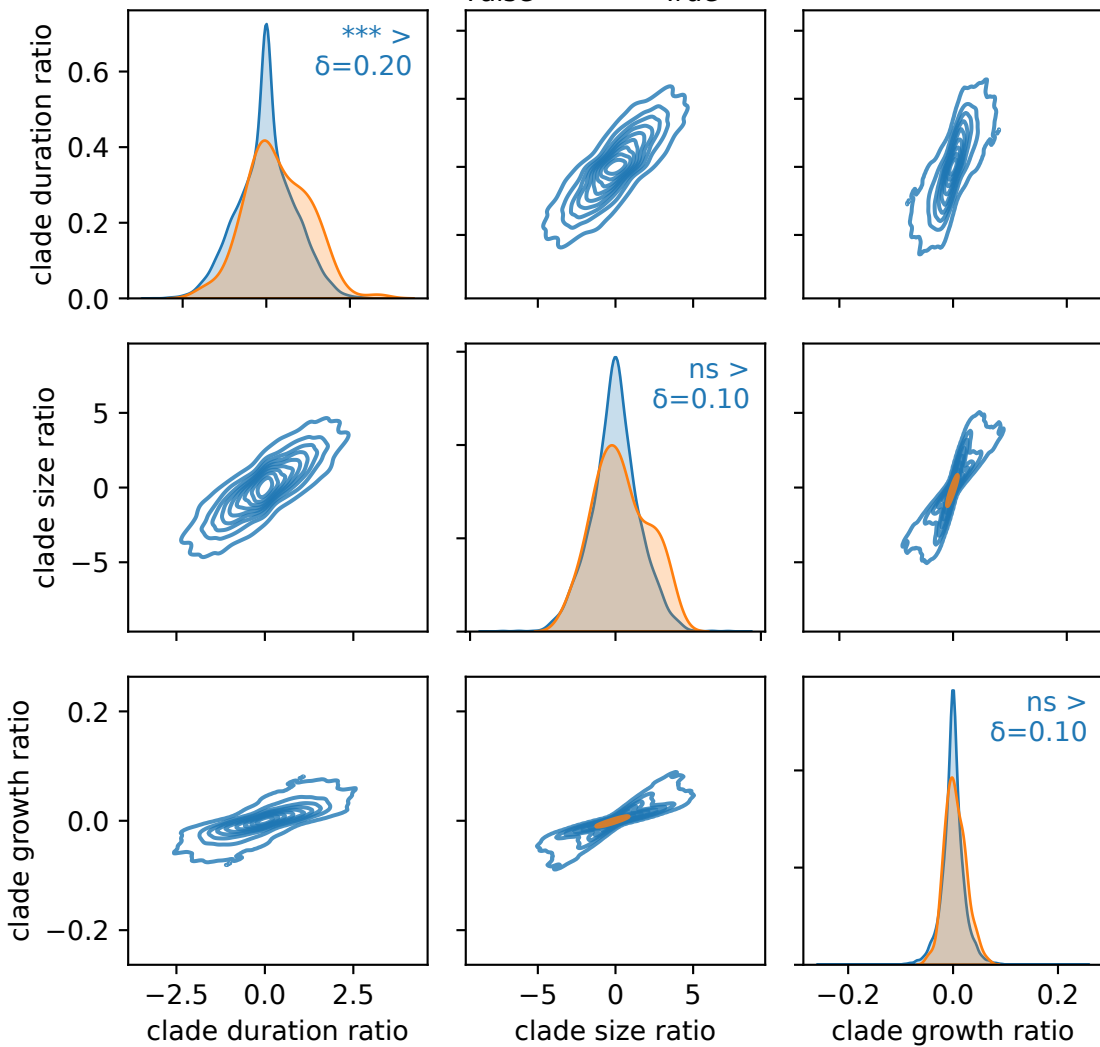 clade duration ratio
0.6
0.4
0.2
0.0
*** >
δ=0.20
clade size ratio
5
0
−5
ns >
δ=0.10
clade growth ratio
0.2
0.0
−0.2
ns >
δ=0.10
−2.5 0.0 2.5
−5 0 5
−0.2 0.0 0.2
clade duration ratio
clade size ratio
clade growth ratio